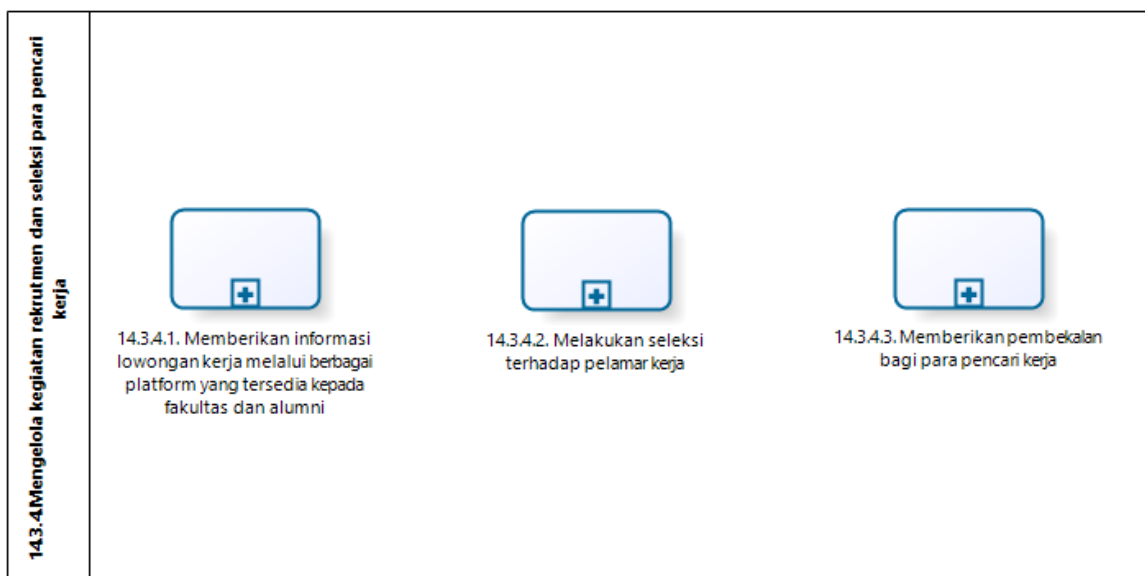 14.3.4.Mengelola kegiatan rekrutmen dan seleksi para pencari
kerja
14.3.4.1. Memberikan informasi
lowongan kerja melalui berbagai
platform yang tersedia kepada
fakultas dan alumni
14.3.4.2. Melakukan seleksi
terhadap pelamar kerja
14.3.4.3. Memberikan pembekalan
bagi para pencari kerja